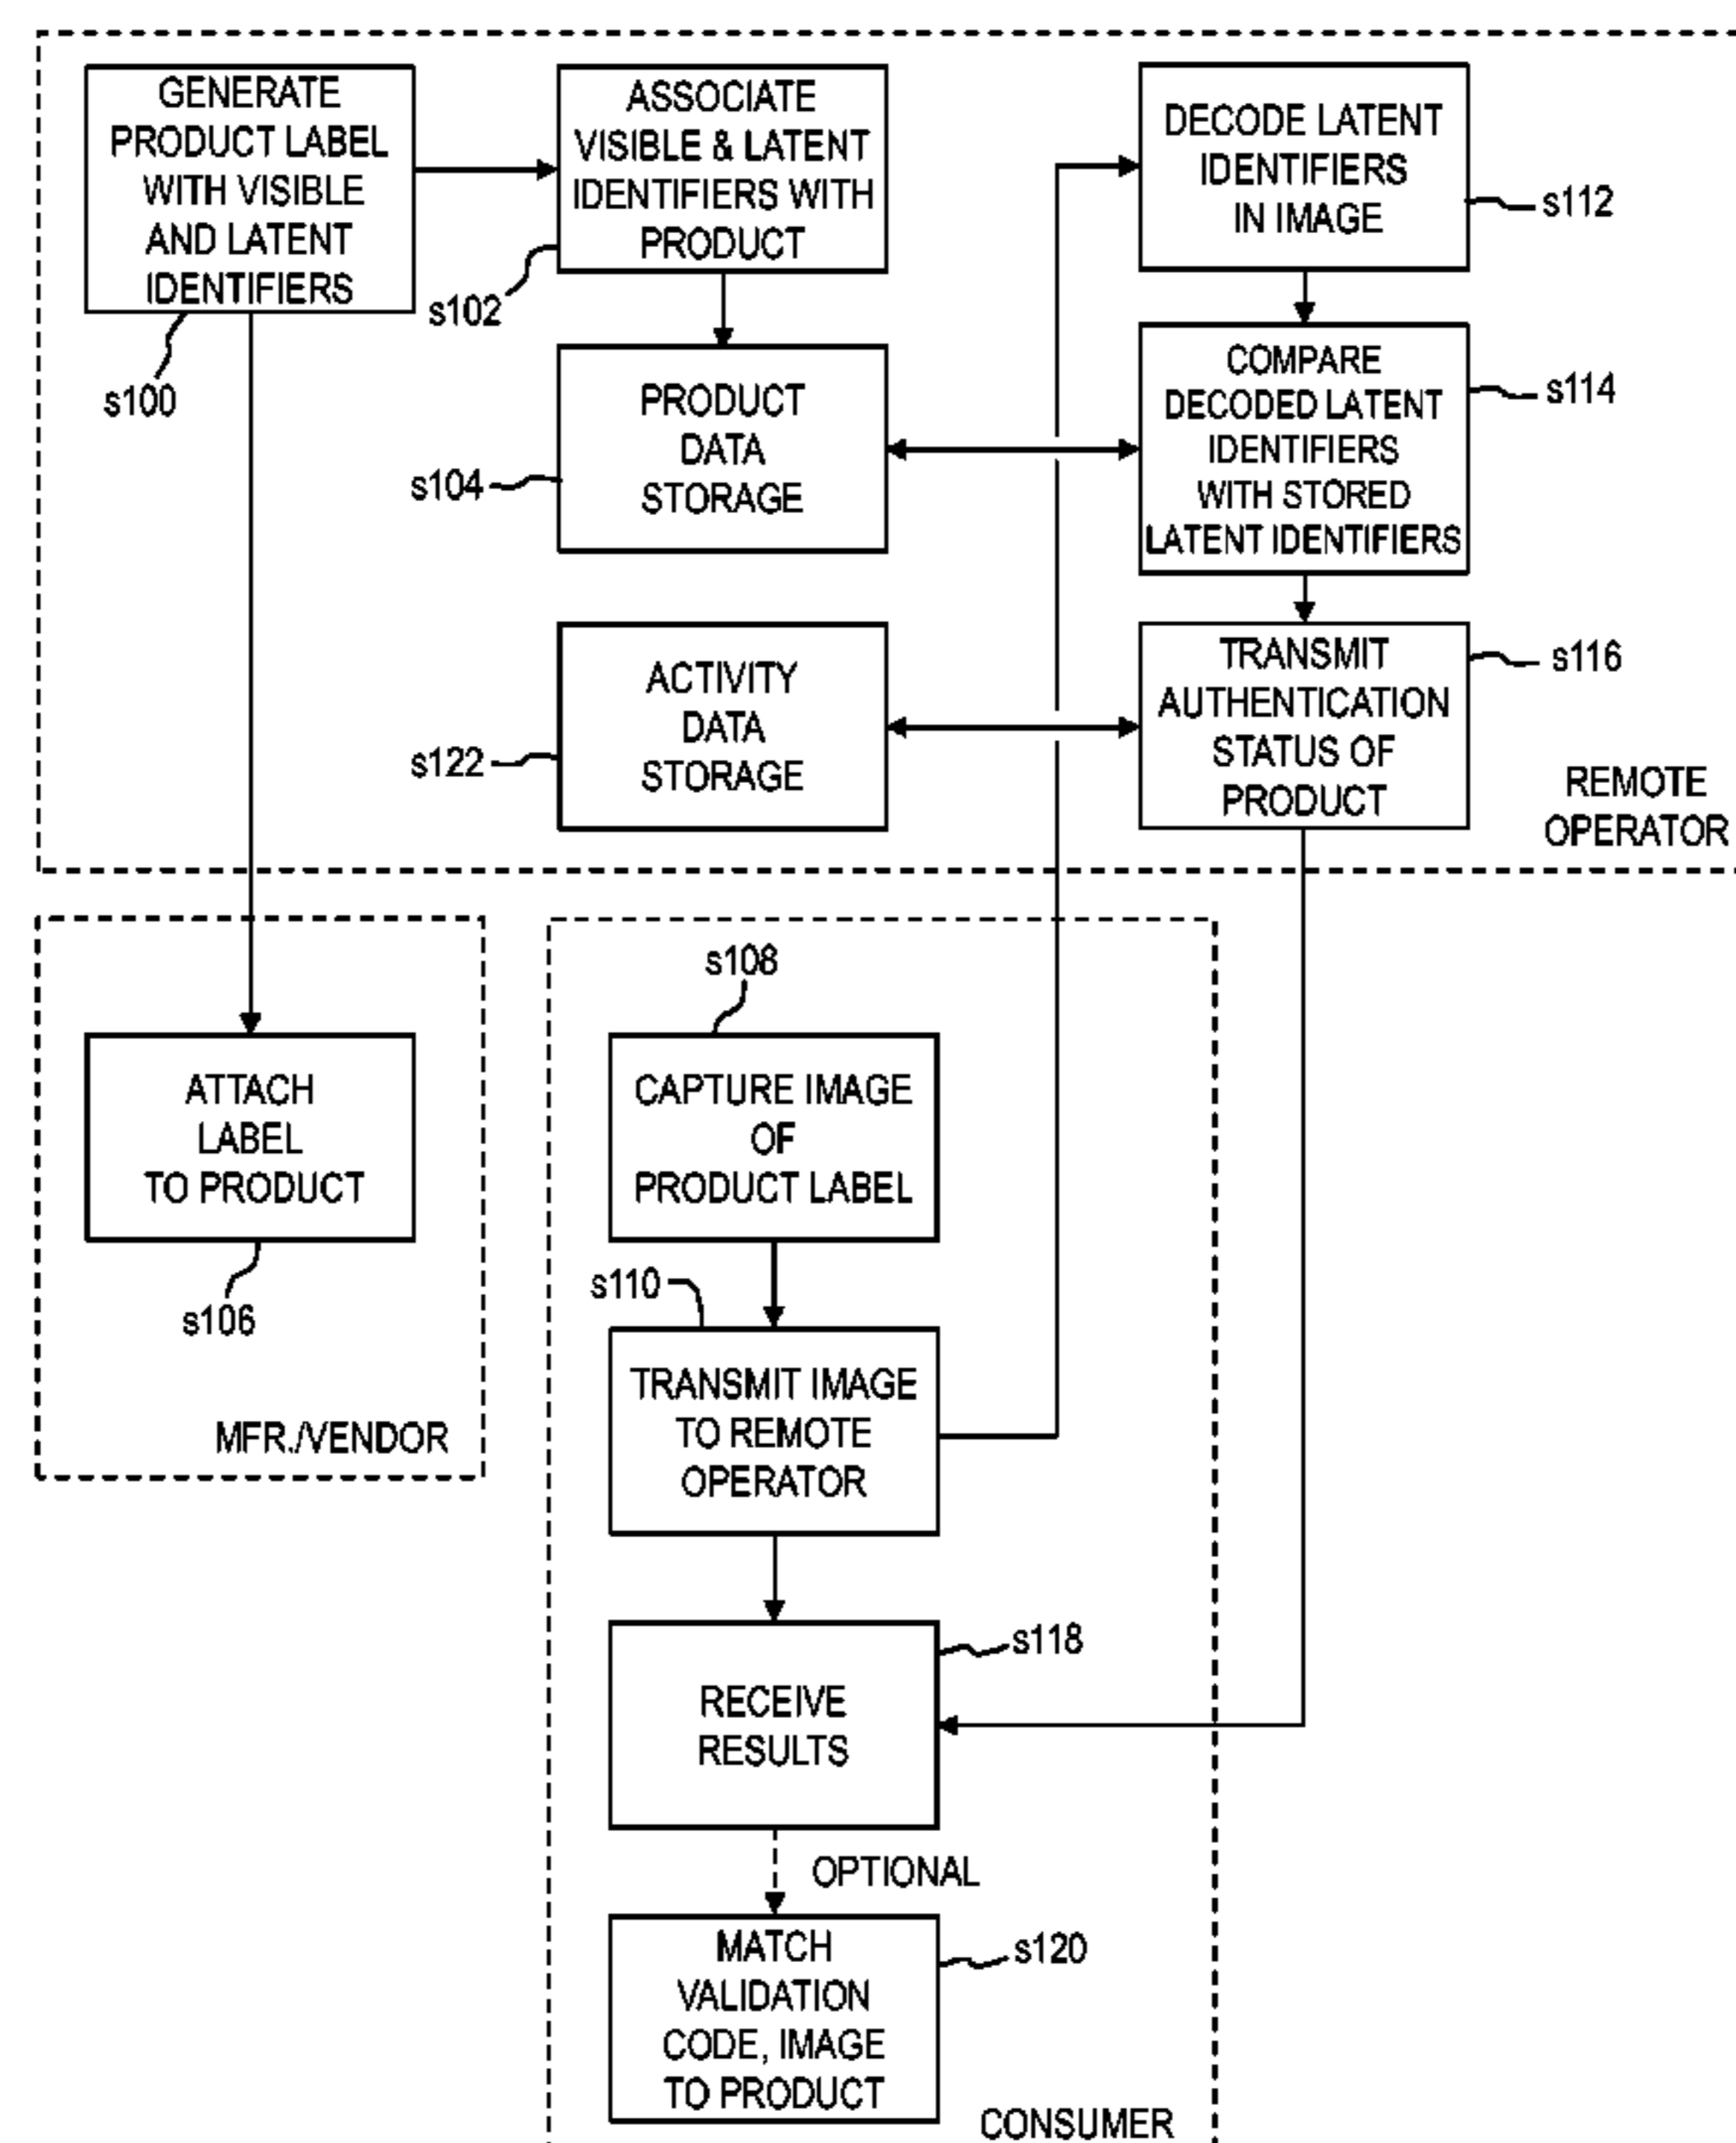 GENERATE
PRODUCT LABEL
WITH VISIBLE
AND LATENT
IDENTIFIERS
s100
ASSOCIATE
VISIBLE & LATENT
IDENTIFIERS WITH
PRODUCT
s102
PRODUCT
DATA
STORAGE
s104
ACTIVITY
DATA
STORAGE
s122
DECODE LATENT
IDENTIFIERS
IN IMAGE
s112
COMPARE
DECODED LATENT
IDENTIFIERS
WITH STORED
LATENT IDENTIFIERS
s114
TRANSMIT
AUTHENTICATION
STATUS OF
PRODUCT
s116
REMOTE
OPERATOR
ATTACH
LABEL
TO PRODUCT
s106
MFR./VENDOR
s108
CAPTURE IMAGE
OF
PRODUCT LABEL
s110
TRANSMIT IMAGE
TO REMOTE
OPERATOR
s118
RECEIVE
RESULTS
OPTIONAL
MATCH
VALIDATION
CODE, IMAGE
TO PRODUCT
s120
CONSUMER